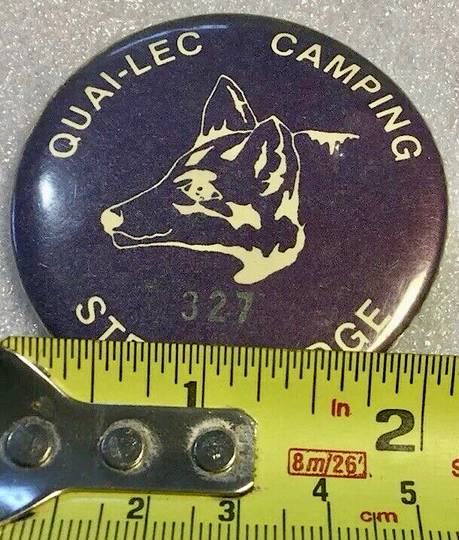 QUAI-LEC CAMPING
327
1
In
2
8m/26'
2
3
4
5
cm